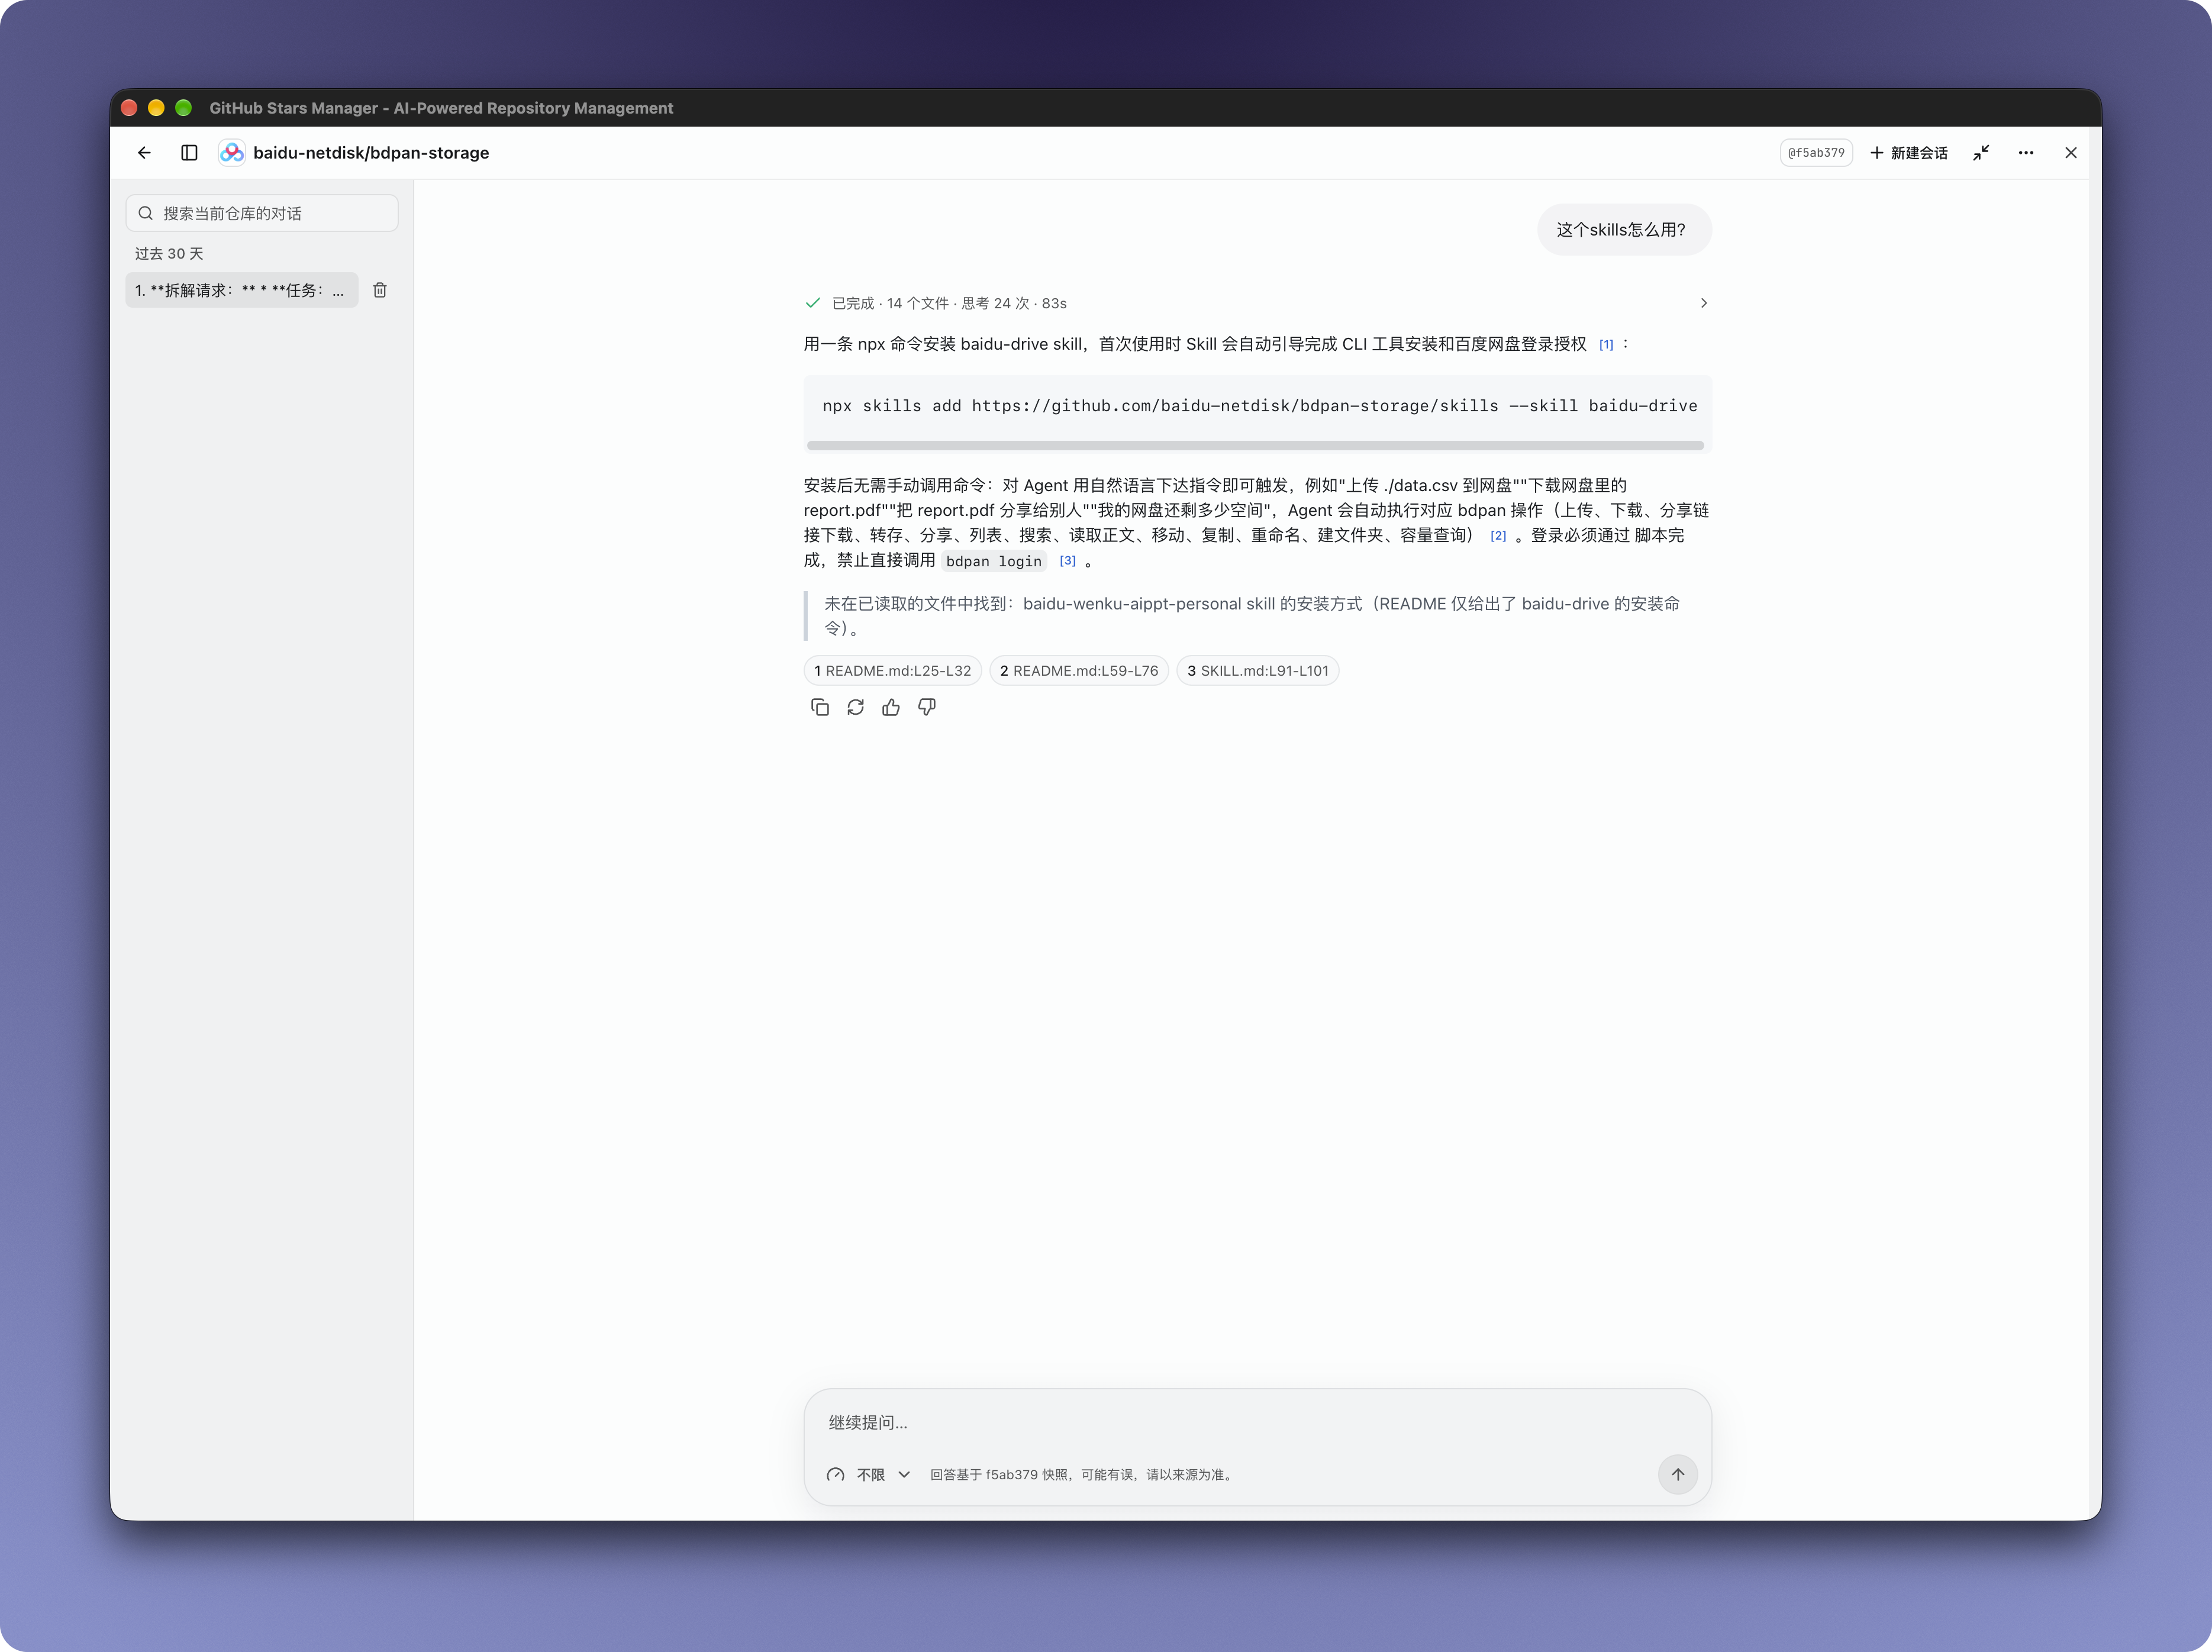 GitHub Stars Manager - AI-Powered Repository Management
baidu-netdisk/bdpan-storage
@f5ab379
新建会话
搜索当前仓库的对话
过去 30 天
1. **拆解请求：** * **任务：...
这个skills怎么用?
已完成 · 14 个文件 · 思考 24 次 · 83s
用一条 npx 命令安装 baidu-drive skill，首次使用时 Skill 会自动引导完成 CLI 工具安装和百度网盘登录授权 [1] ：
npx skills add https://github.com/baidu-netdisk/bdpan-storage/skills --skill baidu-drive
安装后无需手动调用命令：对 Agent 用自然语言下达指令即可触发，例如"上传 ./data.csv 到网盘""下载网盘里的
report.pdf""把 report.pdf 分享给别人""我的网盘还剩多少空间"，Agent 会自动执行对应 bdpan 操作（上传、下载、分享链
接下载、转存、分享、列表、搜索、读取正文、移动、复制、重命名、建文件夹、容量查询） [2] 。登录必须通过 脚本完
成，禁止直接调用 bdpan login [3] 。
未在已读取的文件中找到：baidu-wenku-aippt-personal skill 的安装方式（README 仅给出了 baidu-drive 的安装命
令）。
1 README.md:L25-L32
2 README.md:L59-L76
3 SKILL.md:L91-L101
继续提问...
不限
回答基于 f5ab379 快照，可能有误，请以来源为准。